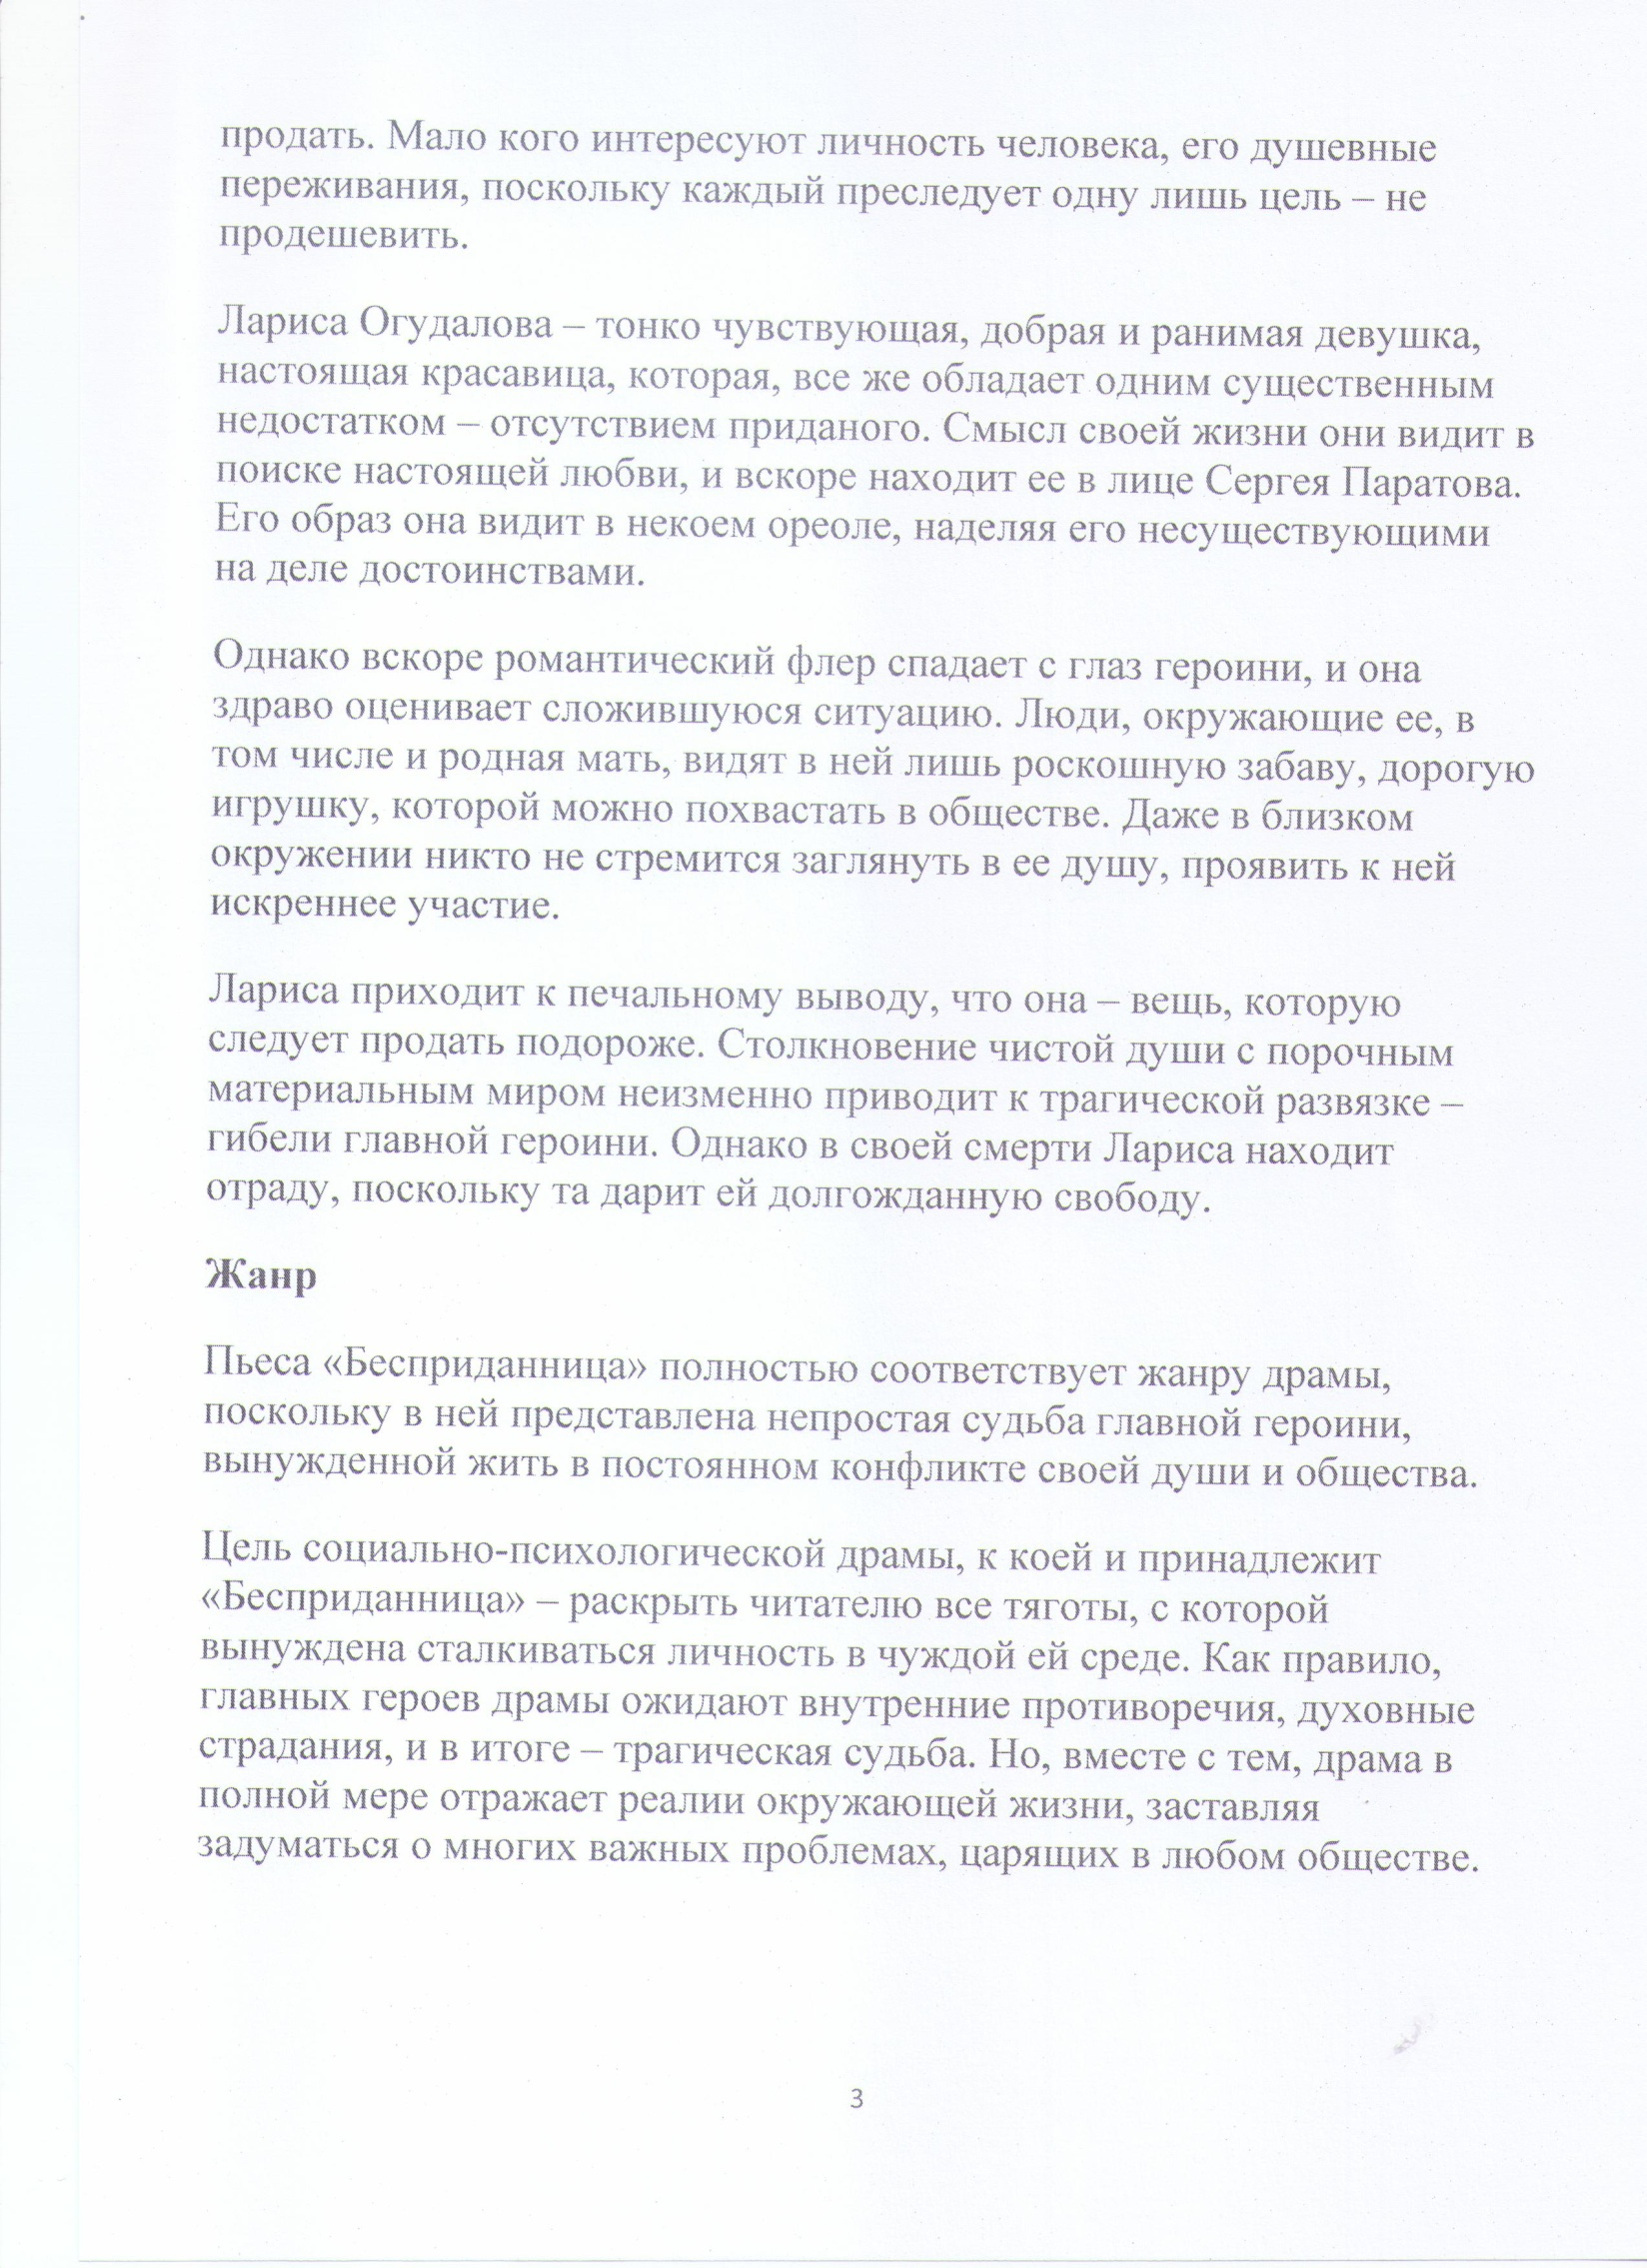 продать. Мало кого интересуют личность человека, его душевные
переживания, поскольку каждый преследует одну лишь цель – не
продешевить.
Лариса Огудалова – тонко чувствующая, добрая и ранимая девушка,
настоящая красавица, которая, все же обладает одним существенным
недостатком – отсутствием приданого. Смысл своей жизни они видит в
поиске настоящей любви, и вскоре находит ее в лице Сергея Паратова.
Его образ она видит в некоем ореоле, наделяя его несуществующими
на деле достоинствами.
Однако вскоре романтический флер спадает с глаз героини, и она
здраво оценивает сложившуюся ситуацию. Люди, окружающие ее, в
том числе и родная мать, видят в ней лишь роскошную забаву, дорогую
игрушку, которой можно похвастать в обществе. Даже в близком
окружении никто не стремится заглянуть в ее душу, проявить к ней
искреннее участие.
Лариса приходит к печальному выводу, что она – вещь, которую
следует продать подороже. Столкновение чистой души с порочным
материальным миром неизменно приводит к трагической развязке –
гибели главной героини. Однако в своей смерти Лариса находит
отраду, поскольку та дарит ей долгожданную свободу.
Жанр
Пьеса «Бесприданница» полностью соответствует жанру драмы,
поскольку в ней представлена непростая судьба главной героини,
вынужденной жить в постоянном конфликте своей души и общества.
Цель социально-психологической драмы, к коей и принадлежит
«Бесприданница» – раскрыть читателю все тяготы, с которой
вынуждена сталкиваться личность в чуждой ей среде. Как правило,
главных героев драмы ожидают внутренние противоречия, духовные
страдания, и в итоге – трагическая судьба. Но, вместе с тем, драма в
полной мере отражает реалии окружающей жизни, заставляя
задуматься о многих важных проблемах, царящих в любом обществе.
3